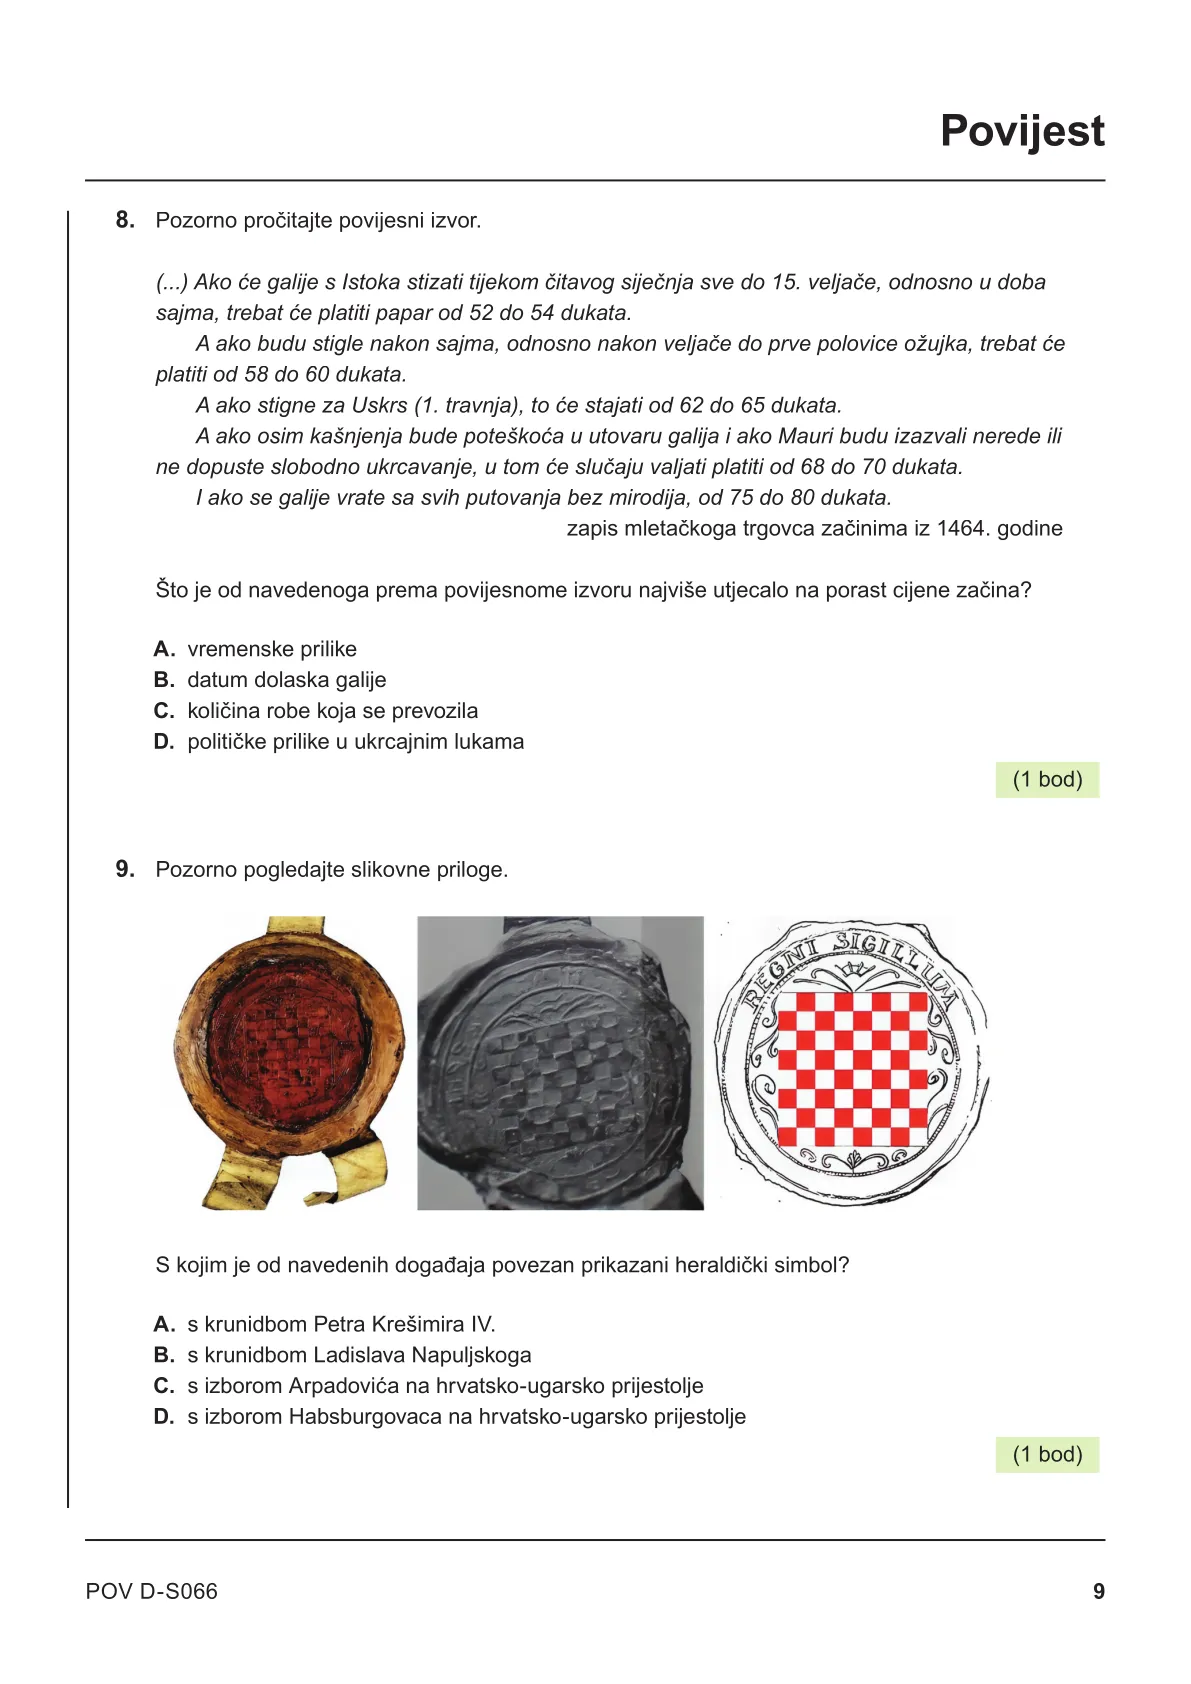 Povijest
8. Pozorno pročitajte povijesni izvor.
(...) Ako će galije s Istoka stizati tijekom čitavog siječnja sve do 15. veljače, odnosno u doba
sajma, trebat će platiti papar od 52 do 54 dukata.
A ako budu stigle nakon sajma, odnosno nakon veljače do prve polovice ožujka, trebat će
platiti od 58 do 60 dukata.
A ako stigne za Uskrs (1. travnja), to će stajati od 62 do 65 dukata.
A ako osim kašnjenja bude poteškoća u utovaru galija i ako Mauri budu izazvali nerede ili
ne dopuste slobodno ukrcavanje, u tom će slučaju valjati platiti od 68 do 70 dukata.
I ako se galije vrate sa svih putovanja bez mirodija, od 75 do 80 dukata.
zapis mletačkoga trgovca začinima iz 1464. godine
Što je od navedenoga prema povijesnome izvoru najviše utjecalo na porast cijene začina?
A. vremenske prilike
B. datum dolaska galije
C. količina robe koja se prevozila
D. političke prilike u ukrcajnim lukama
(1 bod)
9. Pozorno pogledajte slikovne priloge.
REGNI SIGILLUM
S kojim je od navedenih događaja povezan prikazani heraldički simbol?
A. s krunidbom Petra Krešimira IV.
B. s krunidbom Ladislava Napuljskoga
C. s izborom Arpadovića na hrvatsko-ugarsko prijestolje
D. s izborom Habsburgovaca na hrvatsko-ugarsko prijestolje
(1 bod)
POV D-S066
9